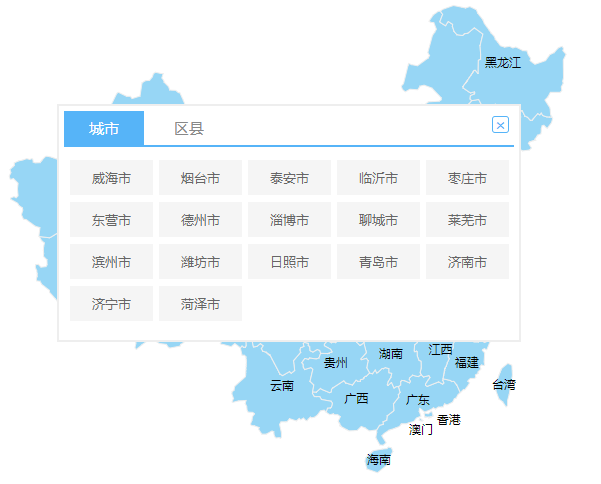 黑龙江
城市 区县
威海市 烟台市 泰安市 临沂市 枣庄市
东营市 德州市 淄博市 聊城市 莱芜市
滨州市 潍坊市 日照市 青岛市 济南市
济宁市 菏泽市
贵州 湖南 江西 福建
云南 广西 广东 台湾
澳门 香港
海南